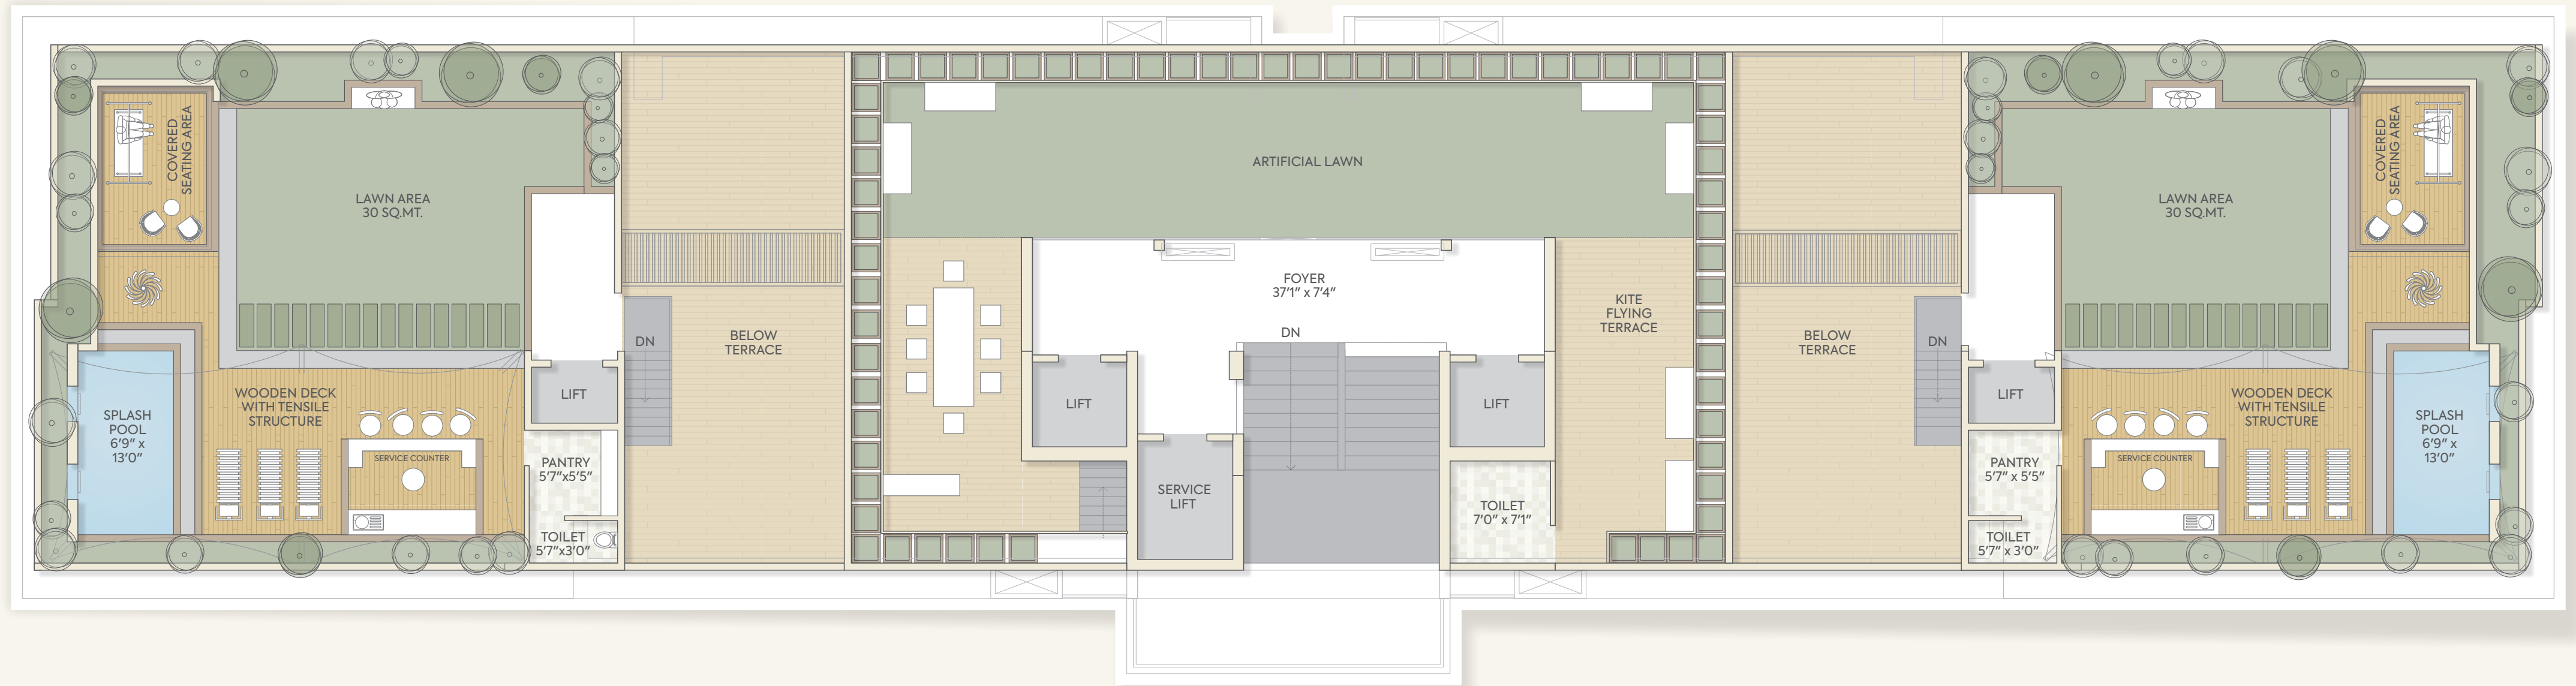 COVERED
SEATING AREA
LAWN AREA
30 SQ.MT.
SPLASH
POOL
6'9" x
13'0"
WOODEN DECK
WITH TENSILE
STRUCTURE
SERVICE COUNTER
LIFT
PANTRY
5'7"x5'5"
TOILET
5'7"x3'0"
DN
BELOW
TERRACE
ARTIFICIAL LAWN
FOYER
37'1" x 7'4"
DN
LIFT
SERVICE
LIFT
LIFT
TOILET
7'0" x 7'1"
KITE
FLYING
TERRACE
BELOW
TERRACE
DN
LIFT
PANTRY
5'7" x 5'5"
TOILET
5'7" x 3'0"
LAWN AREA
30 SQ.MT.
COVERED
SEATING AREA
WOODEN DECK
WITH TENSILE
STRUCTURE
SERVICE COUNTER
SPLASH
POOL
6'9" x
13'0"